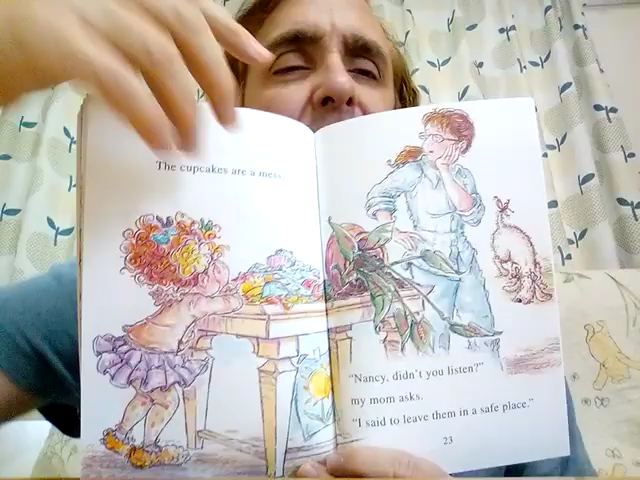 The cupcakes are a mess.
"Nancy, didn't you listen?"
my mom asks.
"I said to leave them in a safe place."
23